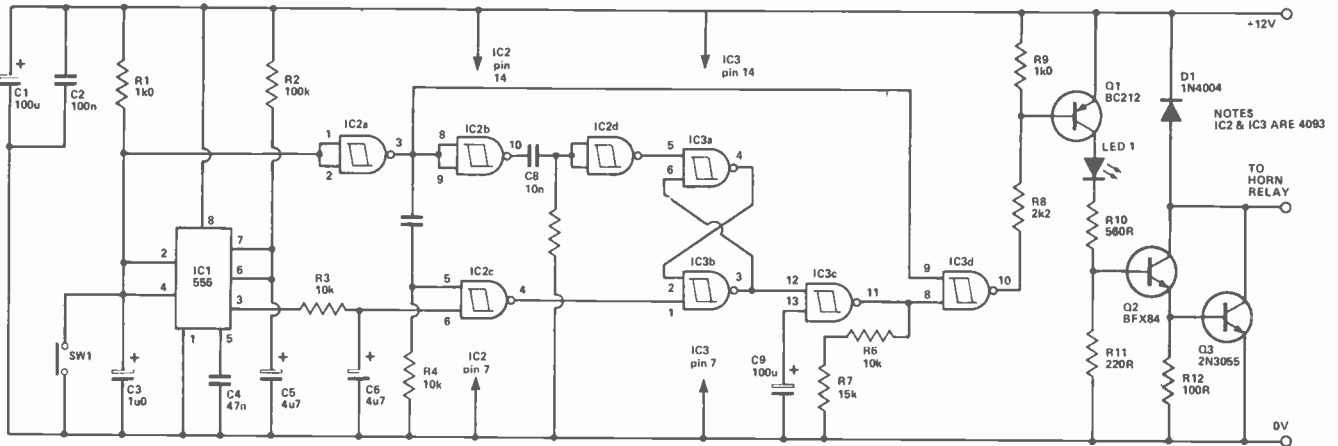 +12V
C1
100u
C2
100n
R1
1k0
R2
100k
IC2
pin
14
IC3
pin 14
R9
1k0
Q1
BC212
D1
1N4004
NOTES
IC2 & IC3 ARE 4093
IC2a
1
2
3
IC2b
8
9
10
C8
10n
IC2d
IC3a
5
6
4
LED 1
TO
HORN
RELAY
R8
2k2
R10
560R
8
2
4
IC1
555
7
6
3
1
5
R3
10k
IC2c
5
6
4
IC3b
2
1
3
IC3c
12
13
11
IC3d
9
8
10
Q2
BFX84
Q3
2N3055
SW1
C3
1u0
C4
47n
C5
4u7
C6
4u7
R4
10k
IC2
pin 7
IC3
pin 7
C9
100u
R6
10k
R7
15k
R11
220R
R12
100R
0V
+
+
+
+
+